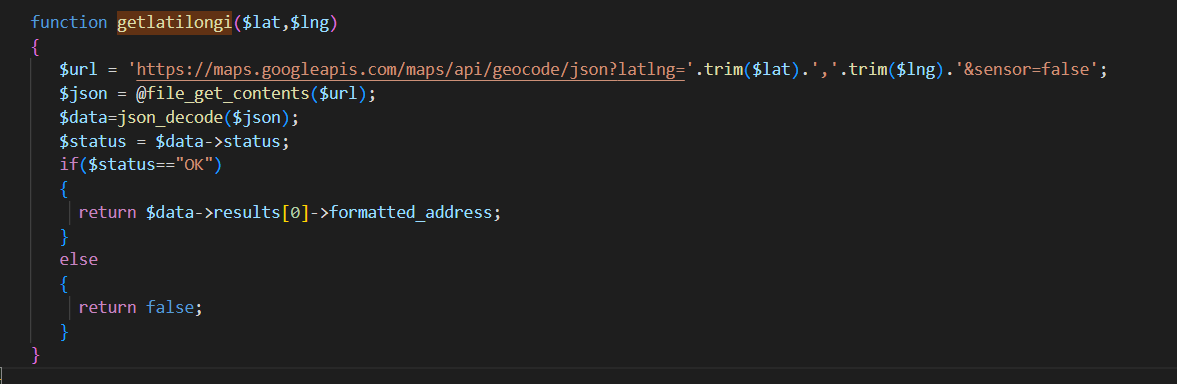 function getlatilongi($lat,$lng)
{
$url = 'https://maps.googleapis.com/maps/api/geocode/json?latlng='.trim($lat).','.trim($lng).'&sensor=false';
$json = @file_get_contents($url);
$data=json_decode($json);
$status = $data->status;
if($status=="OK")
{
return $data->results[0]->formatted_address;
}
else
{
return false;
}
}